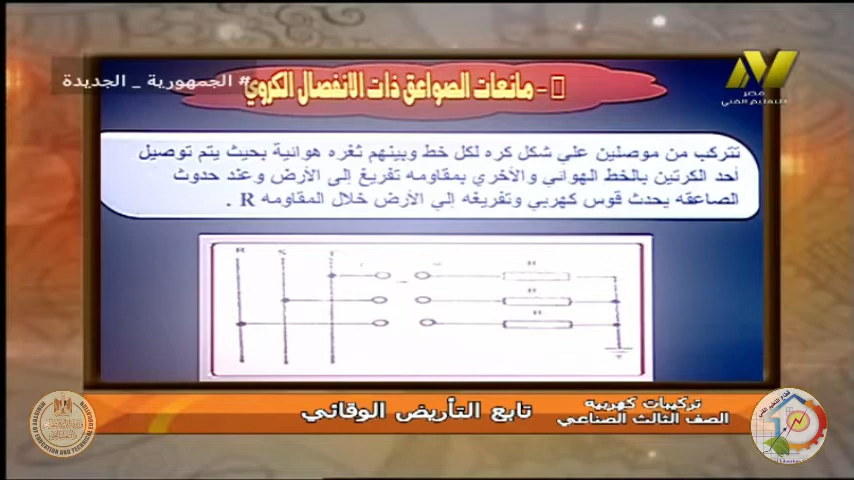 # الجمهورية _ الجديدة
- مانعات الصواعق ذات الانفصال الكروي
مصر
التعليم الفني
تتركب من موصلين علي شكل كره لكل خط وبينهم ثغره هوائية بحيث يتم توصيل
أحد الكرتين بالخط الهوائي والأخري بمقاومه تفريغ إلى الأرض وعند حدوث
الصاعقه يحدث قوس كهربي وتفريغه إلي الأرض خلال المقاومه R .
R S
R
R
R
تركيبات كهربيه
الصف الثالث الصناعي
تابع التأريض الوقائي